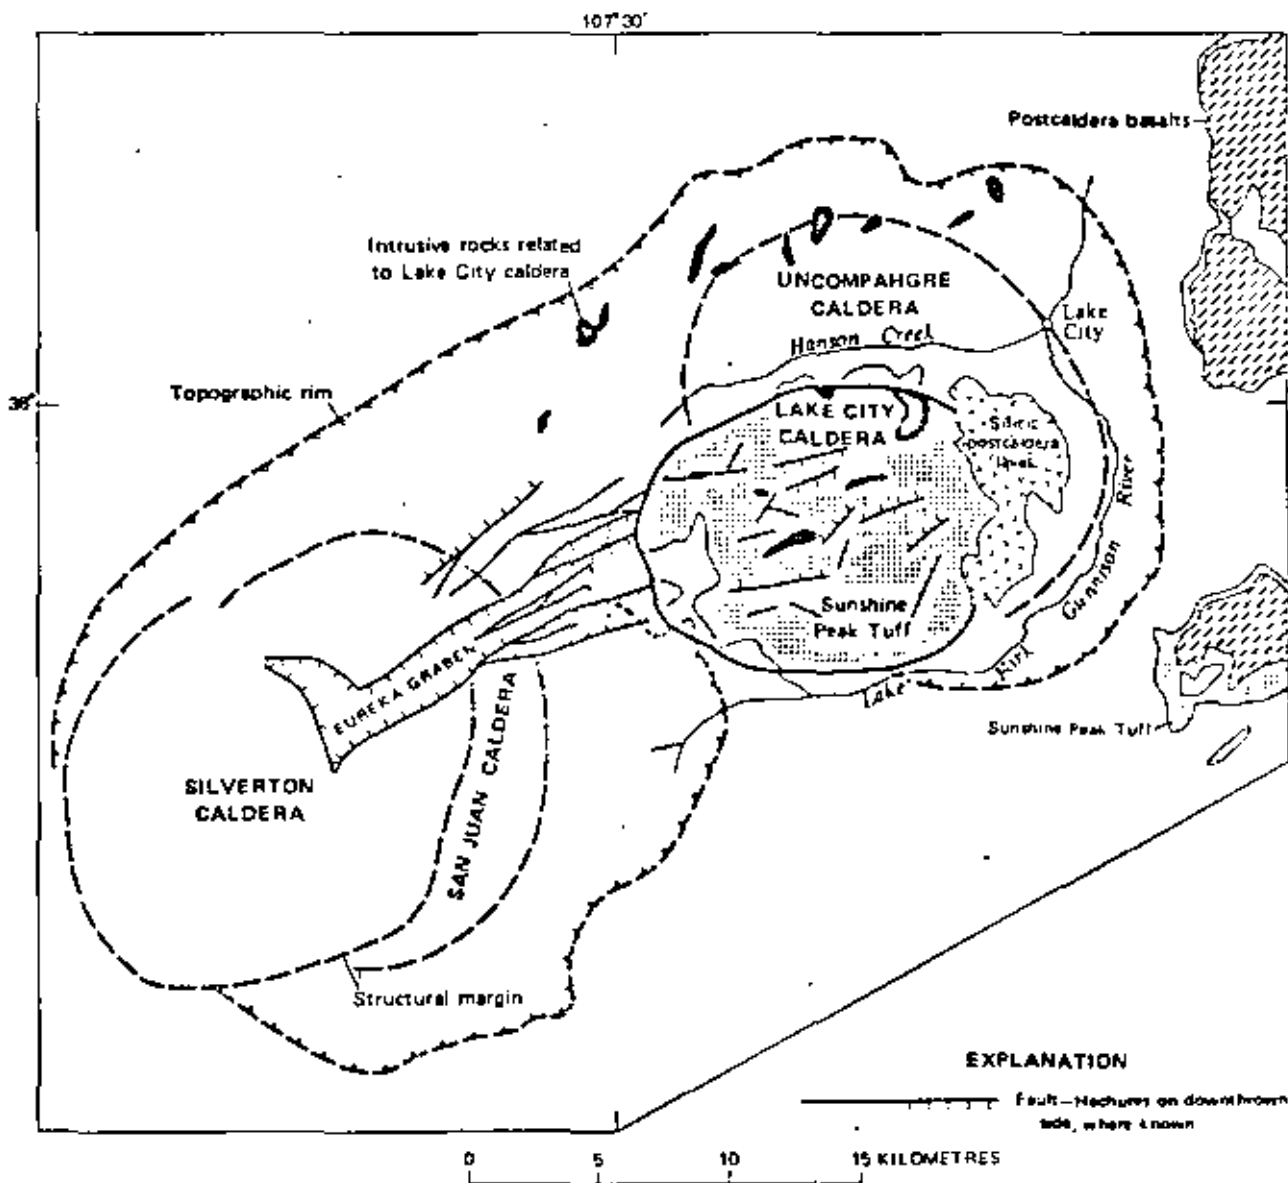 107°30'
Postcaldera basalts
Intrusive rocks related
to Lake City caldera
UNCOMPAHGRE
CALDERA
Lake
City
Henson Creek
Topographic rim
38°
LAKE CITY
CALDERA
Silicic
postcaldera
lavas
River
Gunnison
Fork
Lake
Sunshine
Peak Tuff
EUREKA GRABEN
SAN JUAN CALDERA
SILVERTON
CALDERA
Sunshine Peak Tuff
Structural margin
EXPLANATION
Fault—Hachures on downthrown
side, where known
0 5 10 15 KILOMETRES